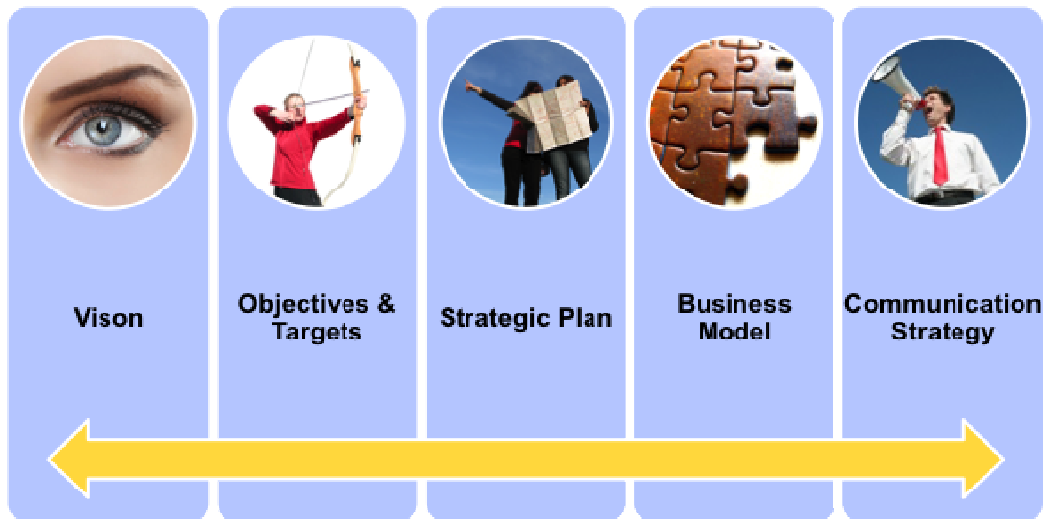 Vison
Objectives &
Targets
Strategic Plan
Business
Model
Communication
Strategy